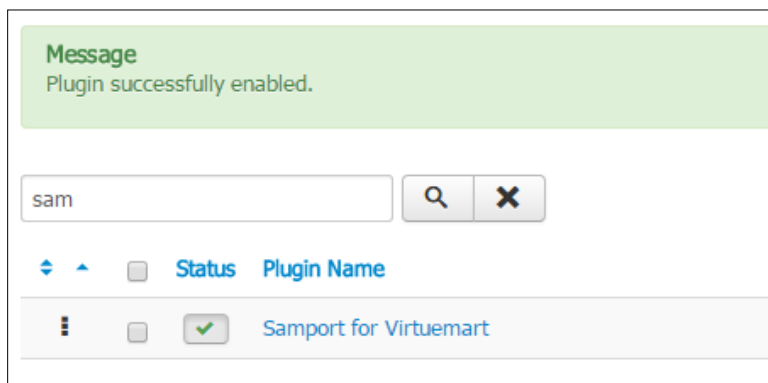 Message
Plugin successfully enabled.
sam
Status Plugin Name
Samport for Virtuemart